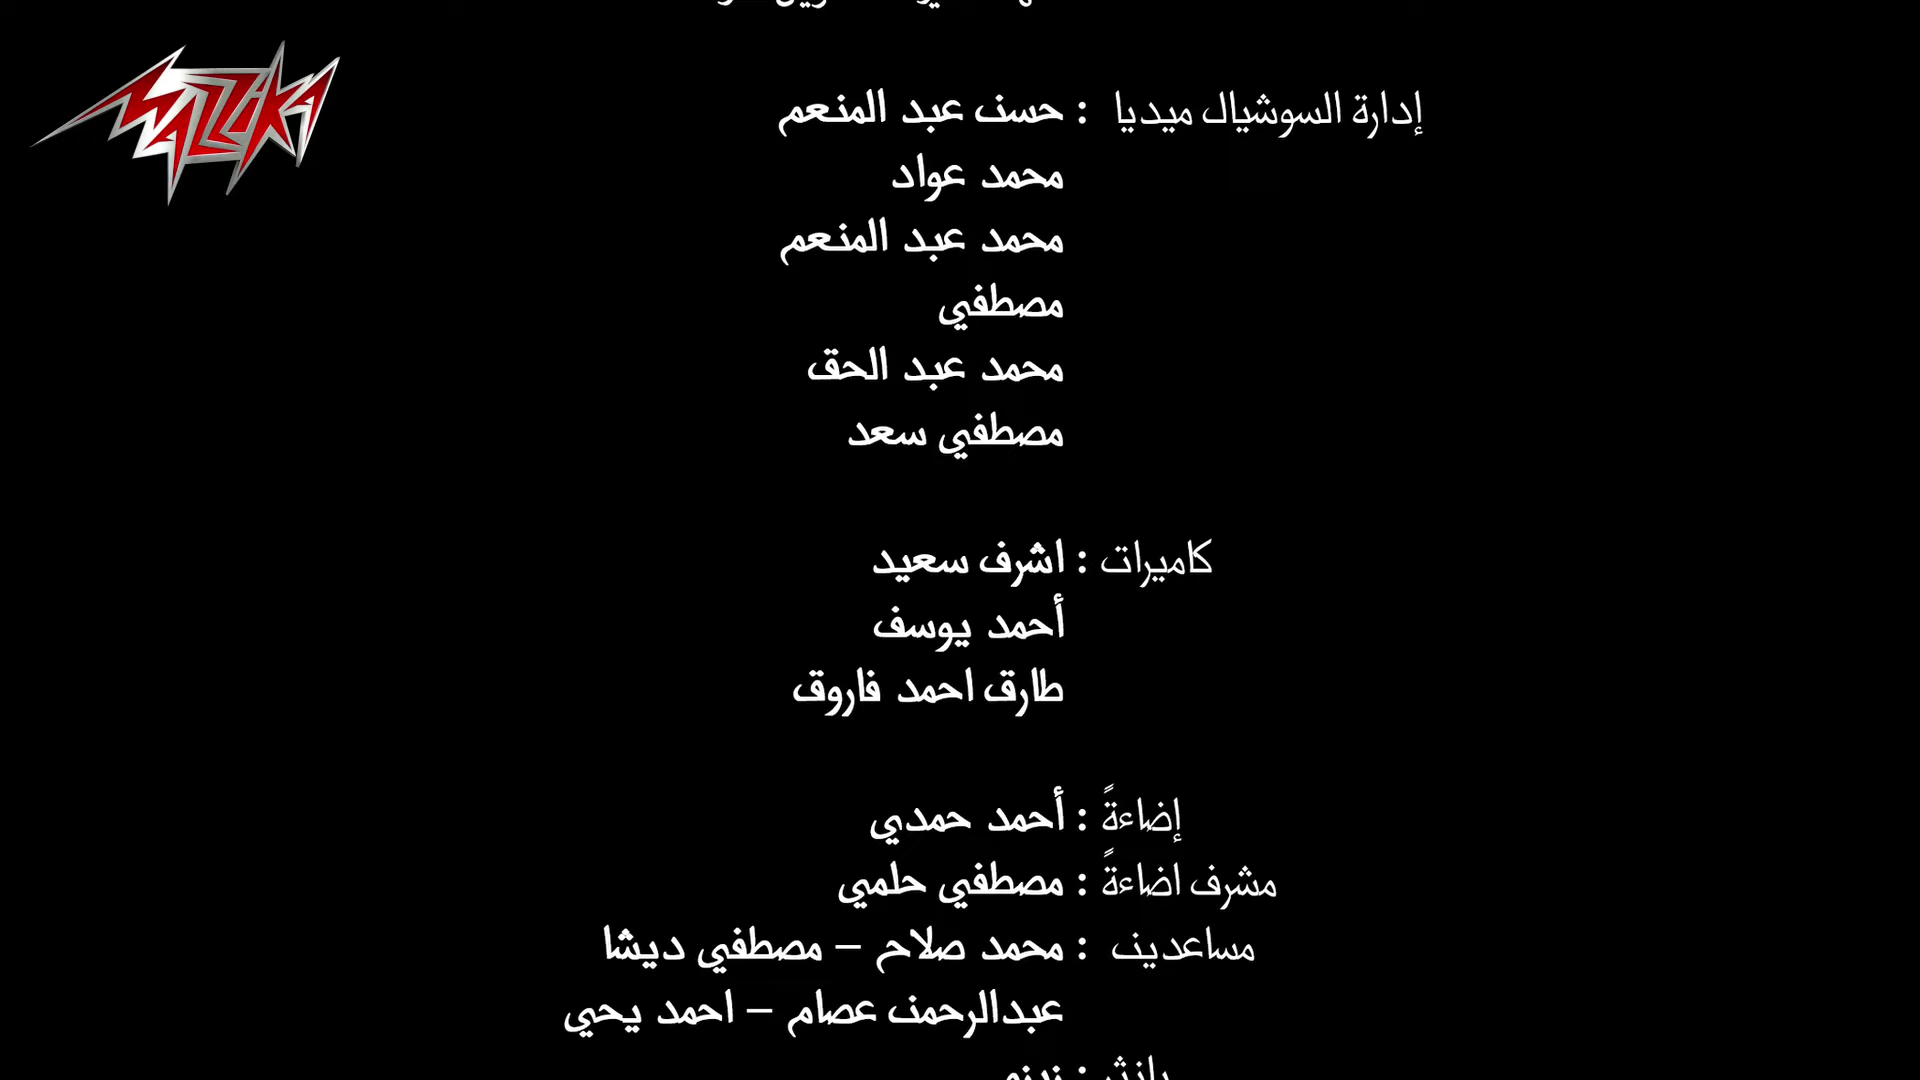 MAZZIKA
إدارة السوشيال ميديا : حسن عبد المنعم
محمد عواد
محمد عبد المنعم
مصطفي
محمد عبد الحق
مصطفي سعد
كاميرات : اشرف سعيد
أحمد يوسف
طارق احمد فاروق
إضاءةً : أحمد حمدي
مشرف اضاءةً : مصطفي حلمي
مساعدين : محمد صلاح – مصطفي ديشا
عبدالرحمن عصام – احمد يحيي